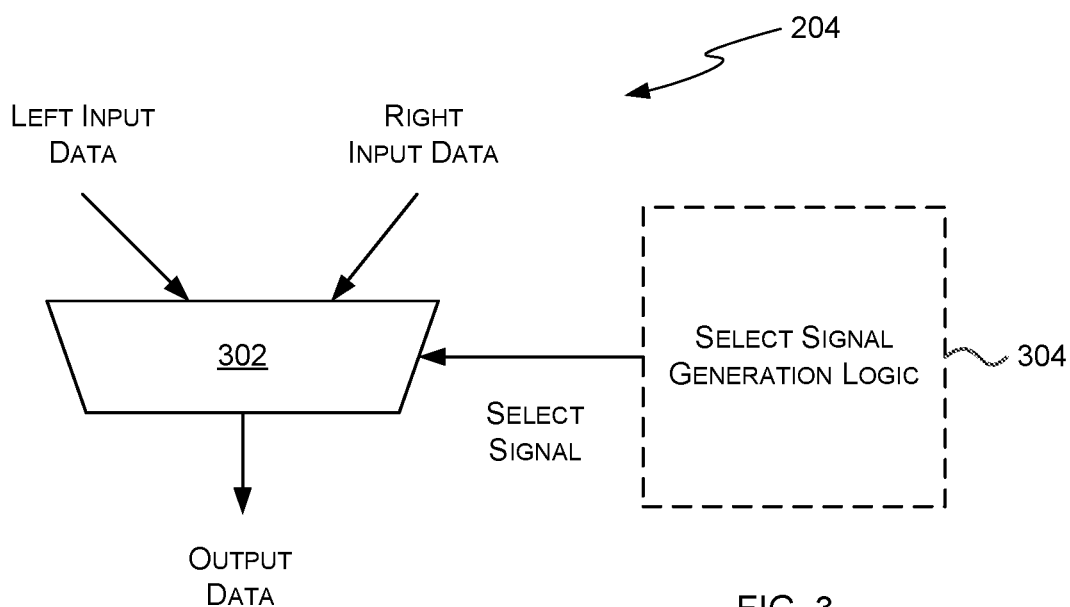 204
LEFT INPUT
DATA
RIGHT
INPUT DATA
302
SELECT SIGNAL
GENERATION LOGIC
304
SELECT
SIGNAL
OUTPUT
DATA
FIG. 3